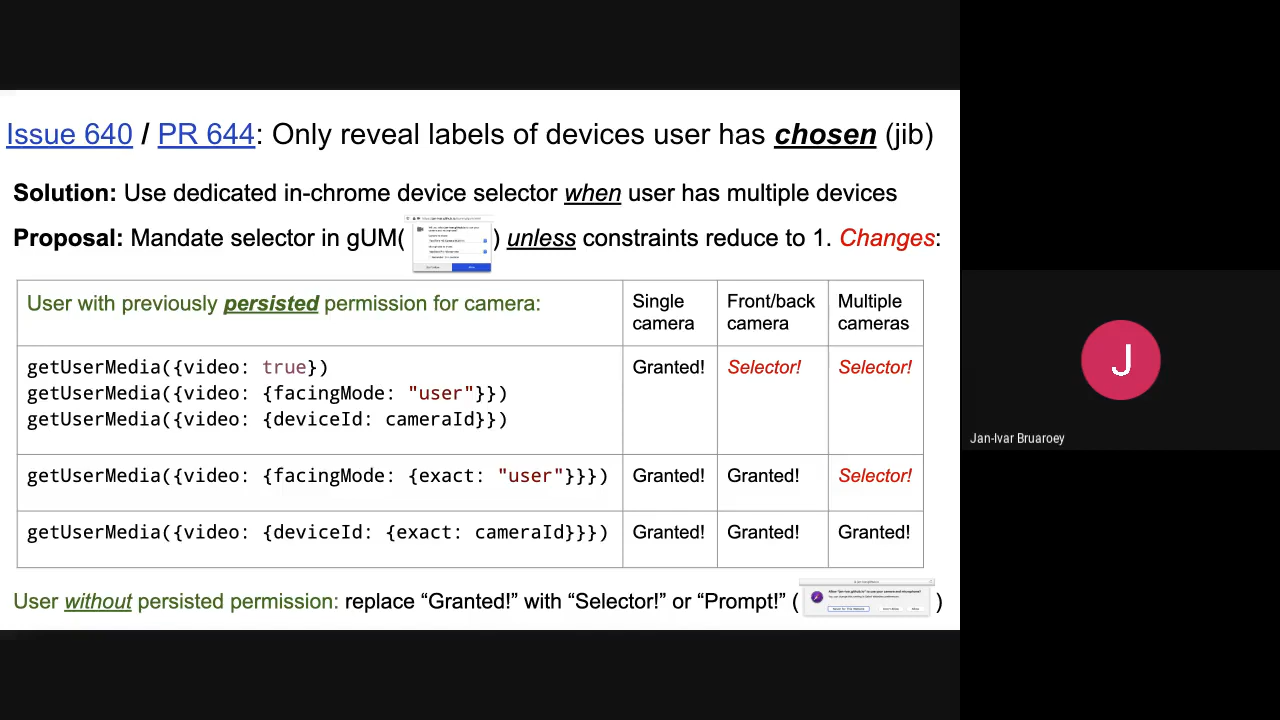 Issue 640 / PR 644: Only reveal labels of devices user has chosen (jib)
Solution: Use dedicated in-chrome device selector when user has multiple devices
Proposal: Mandate selector in gUM( ) unless constraints reduce to 1. Changes:
User with previously persisted permission for camera:
Single camera
Front/back camera
Multiple cameras
getUserMedia({video: true})
getUserMedia({video: {facingMode: "user"}})
getUserMedia({video: {deviceId: cameraId}})
Granted!
Selector!
Selector!
getUserMedia({video: {facingMode: {exact: "user"}}})
Granted!
Granted!
Selector!
getUserMedia({video: {deviceId: {exact: cameraId}}})
Granted!
Granted!
Granted!
User without persisted permission: replace “Granted!” with “Selector!” or “Prompt!” ( )
J
Jan-Ivar Bruaroey